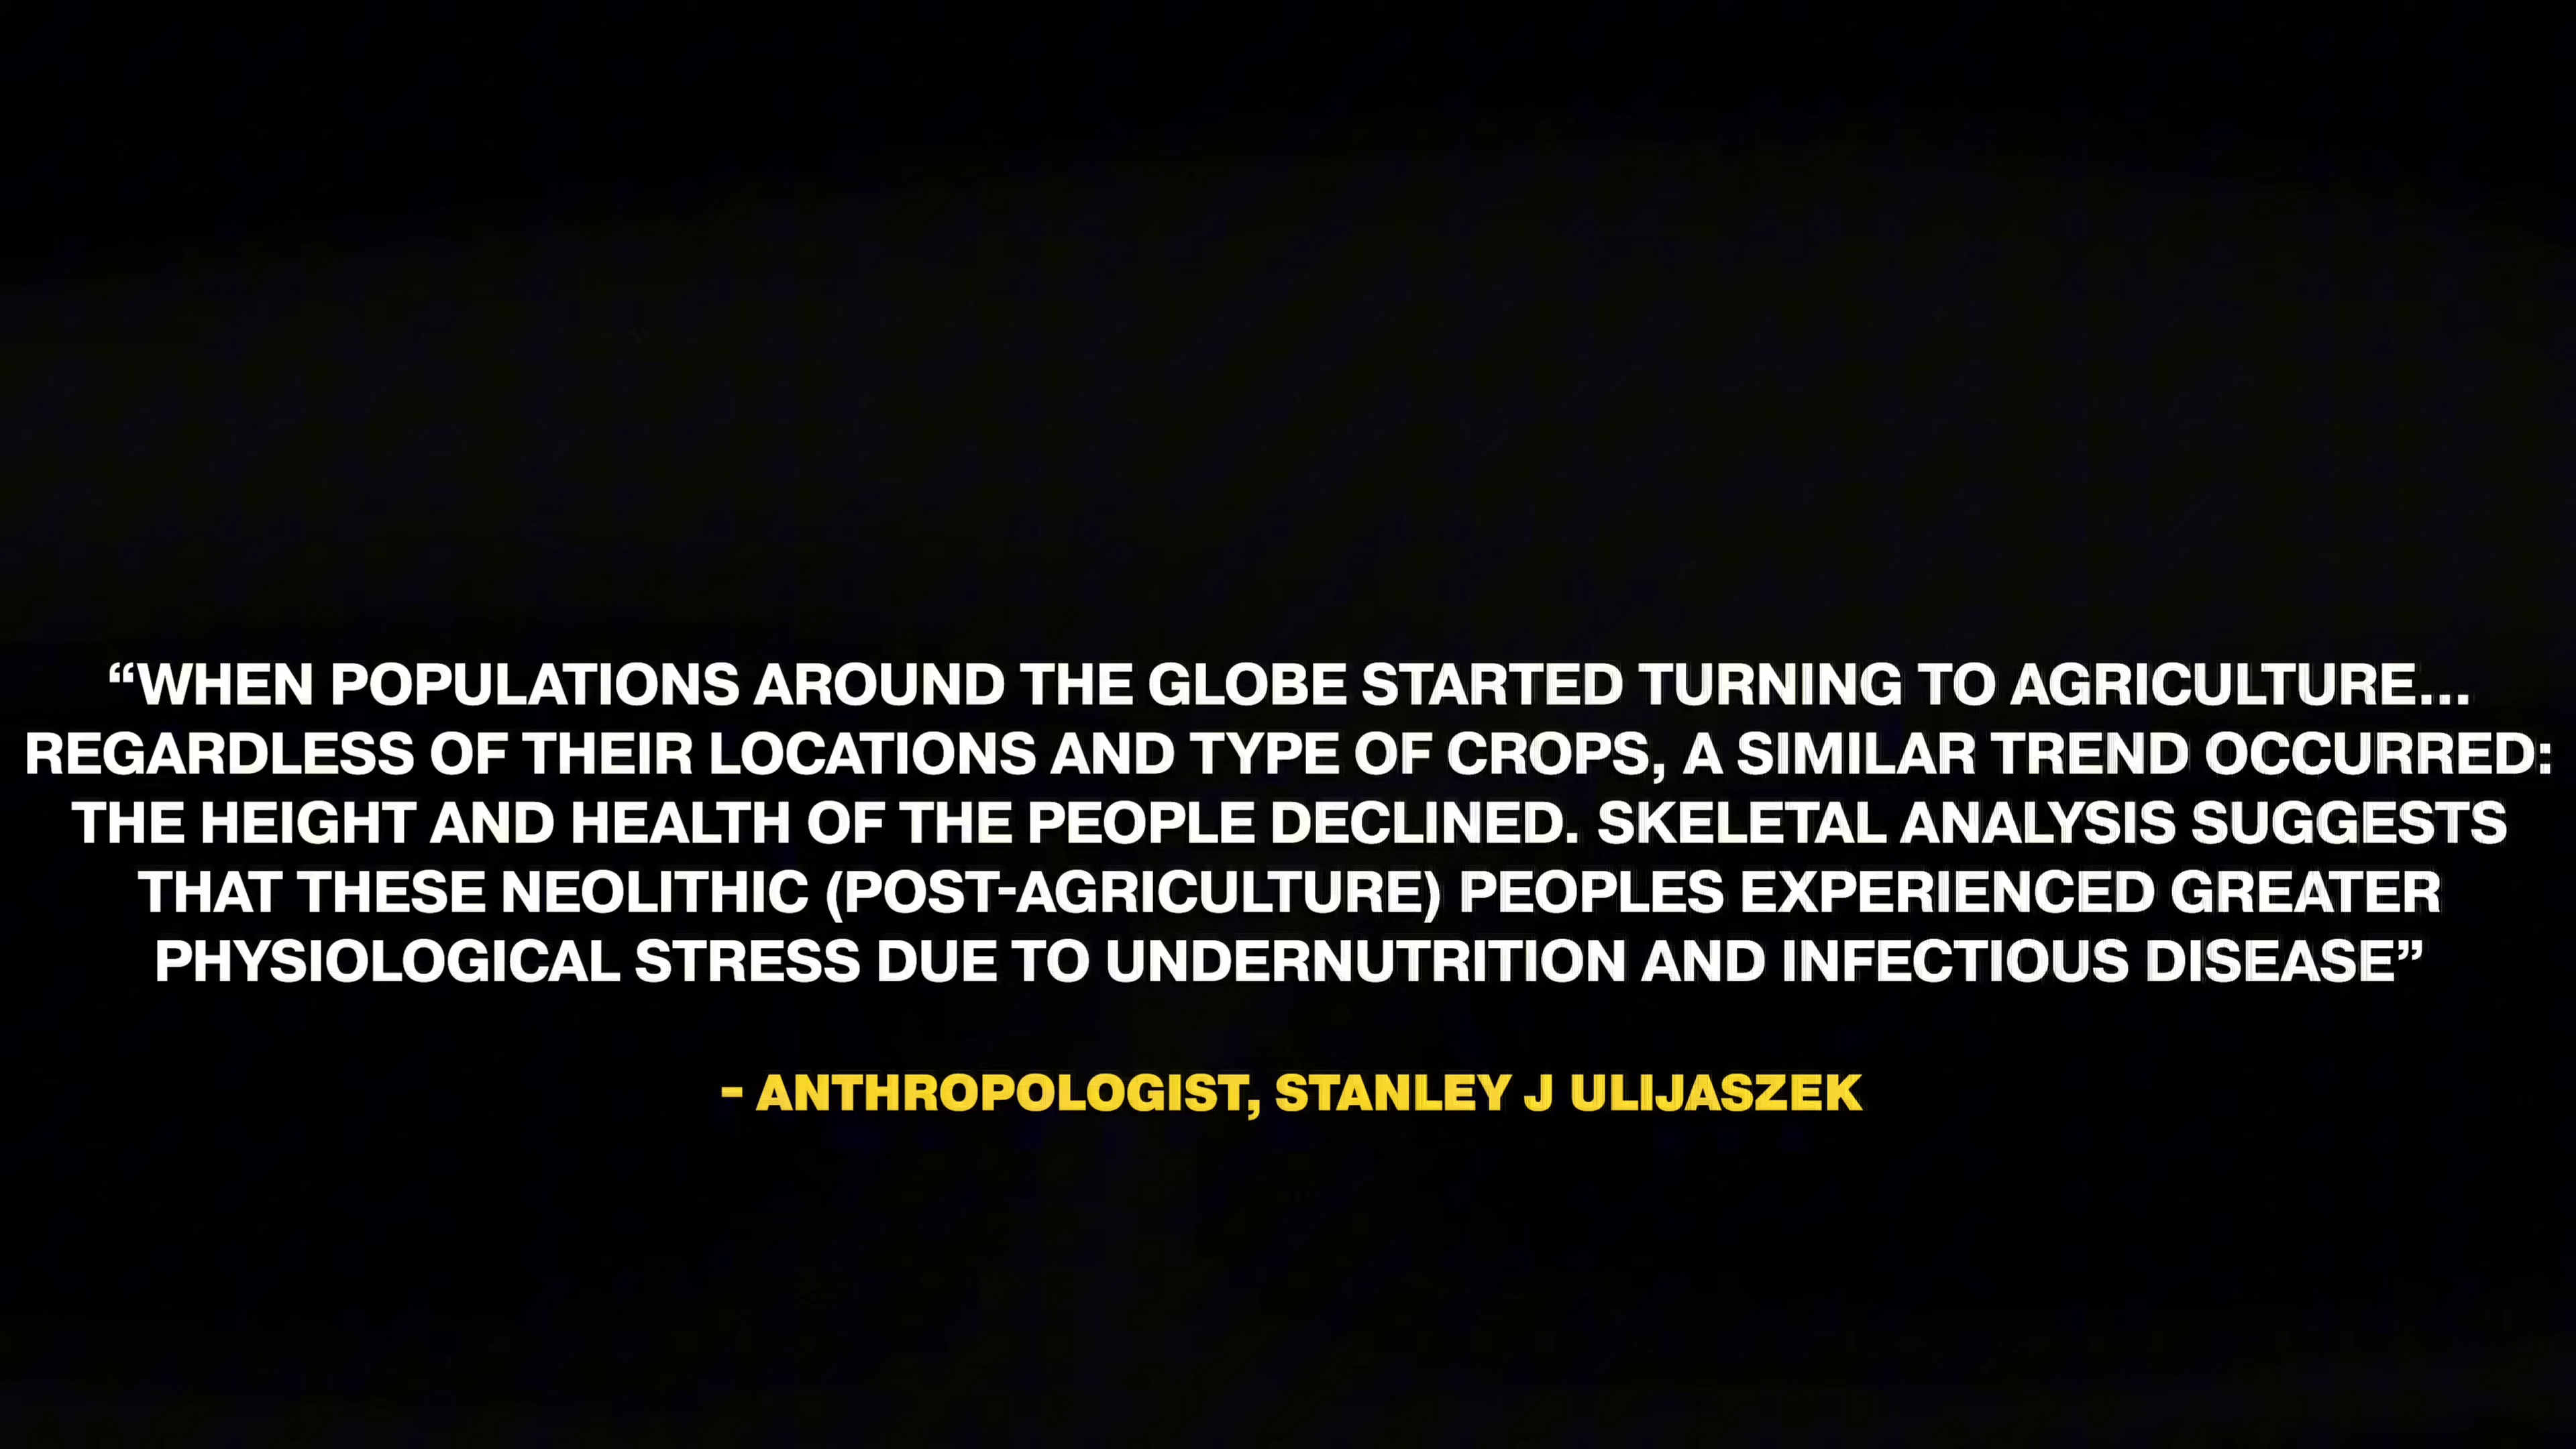 “WHEN POPULATIONS AROUND THE GLOBE STARTED TURNING TO AGRICULTURE...
REGARDLESS OF THEIR LOCATIONS AND TYPE OF CROPS, A SIMILAR TREND OCCURRED:
THE HEIGHT AND HEALTH OF THE PEOPLE DECLINED. SKELETAL ANALYSIS SUGGESTS
THAT THESE NEOLITHIC (POST-AGRICULTURE) PEOPLES EXPERIENCED GREATER
PHYSIOLOGICAL STRESS DUE TO UNDERNUTRITION AND INFECTIOUS DISEASE”
- ANTHROPOLOGIST, STANLEY J ULIJASZEK